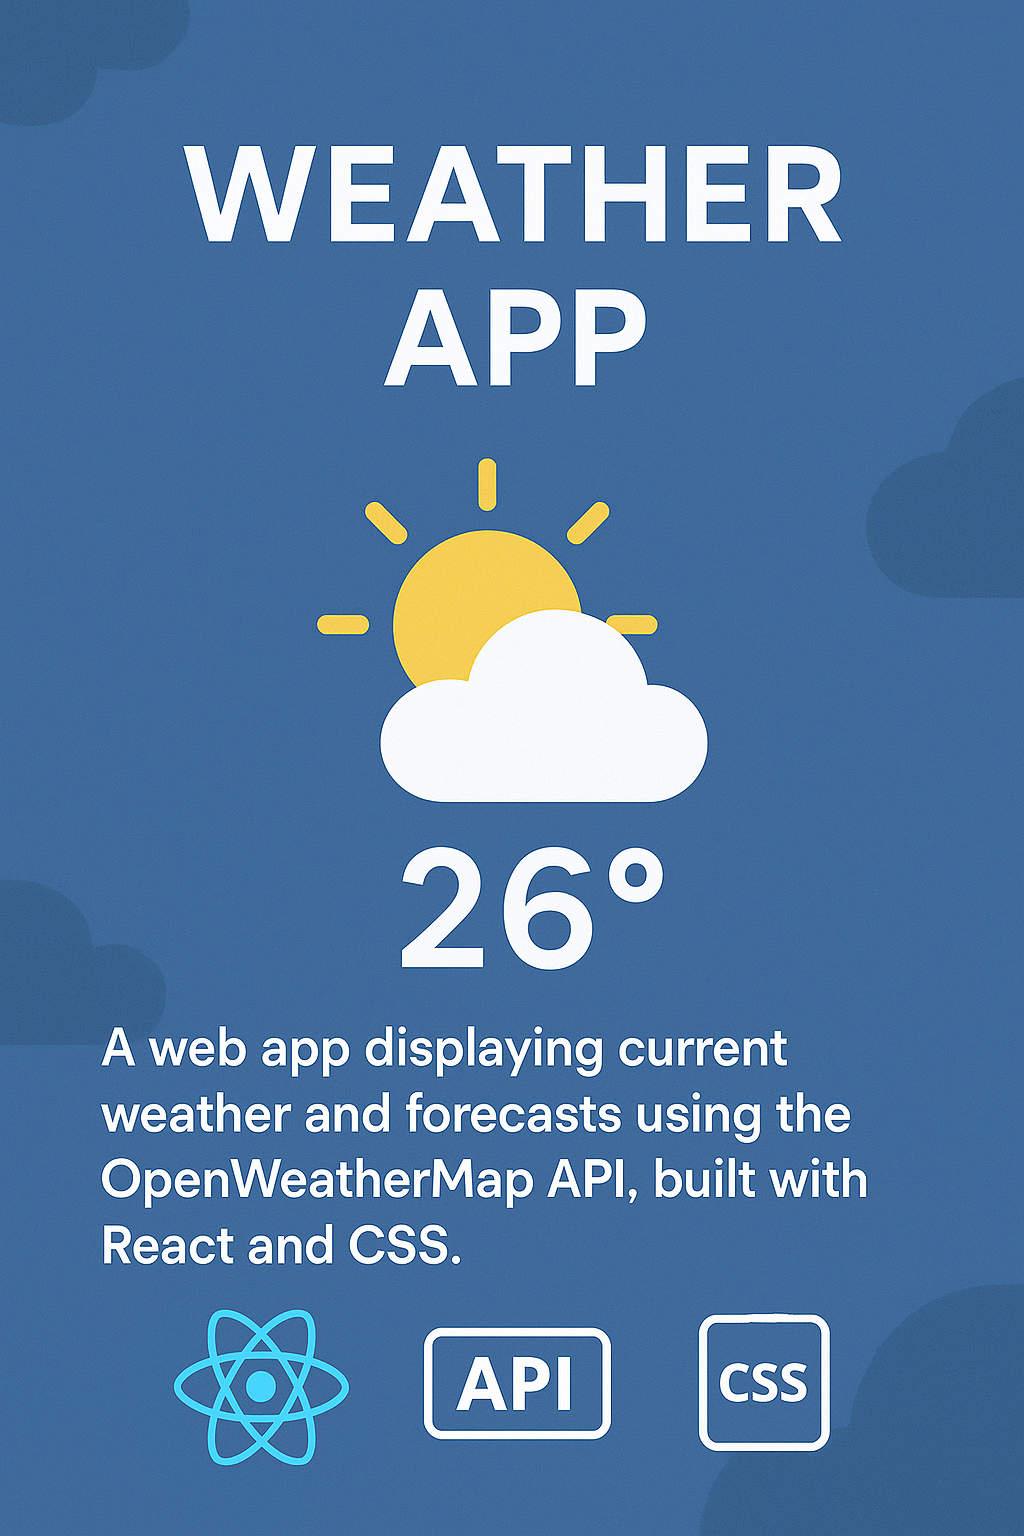 WEATHER
APP
26°
A web app displaying current
weather and forecasts using the
OpenWeatherMap API, built with
React and CSS.
API
CSS